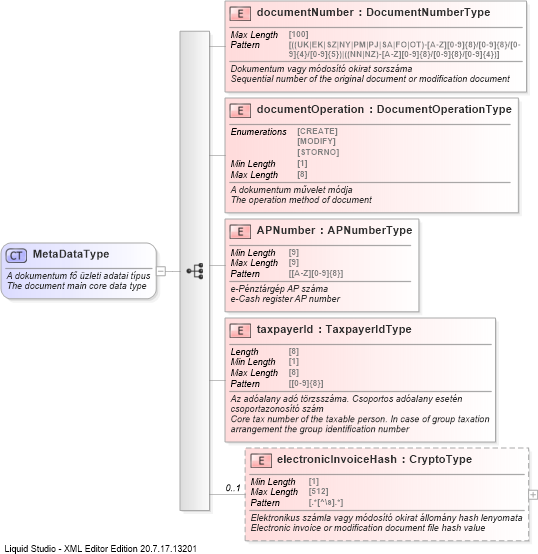 E documentNumber : DocumentNumberType
Max Length [100]
Pattern [((UK|EK|SZ|NY|PM|PJ|SA|FO|OT)-[A-Z][0-9]{8}/[0-9]{8}/[0-
9]{4}/[0-9]{5})|((NN|NZ)-[A-Z][0-9]{8}/[0-9]{8}/[0-9]{4})]
Dokumentum vagy módosító okirat sorszáma
Sequential number of the original document or modification document
E documentOperation : DocumentOperationType
Enumerations [CREATE]
[MODIFY]
[STORNO]
Min Length [1]
Max Length [8]
A dokumentum művelet módja
The operation method of document
E APNumber : APNumberType
Min Length [9]
Max Length [9]
Pattern [[A-Z][0-9]{8}]
e-Pénztárgép AP száma
e-Cash register AP number
CT MetaDataType
A dokumentum fő üzleti adatai típus
The document main core data type
E taxpayerId : TaxpayerIdType
Length [8]
Min Length [1]
Max Length [8]
Pattern [[0-9]{8}]
Az adóalany adó törzsszáma. Csoportos adóalany esetén
csoportazonosító szám
Core tax number of the taxable person. In case of group taxation
arrangement the group identification number
0..1
E electronicInvoiceHash : CryptoType
Min Length [1]
Max Length [512]
Pattern [.*[^\s].*]
Elektronikus számla vagy módosító okirat állomány hash lenyomata
Electronic invoice or modification document file hash value
Liquid Studio - XML Editor Edition 20.7.17.13201